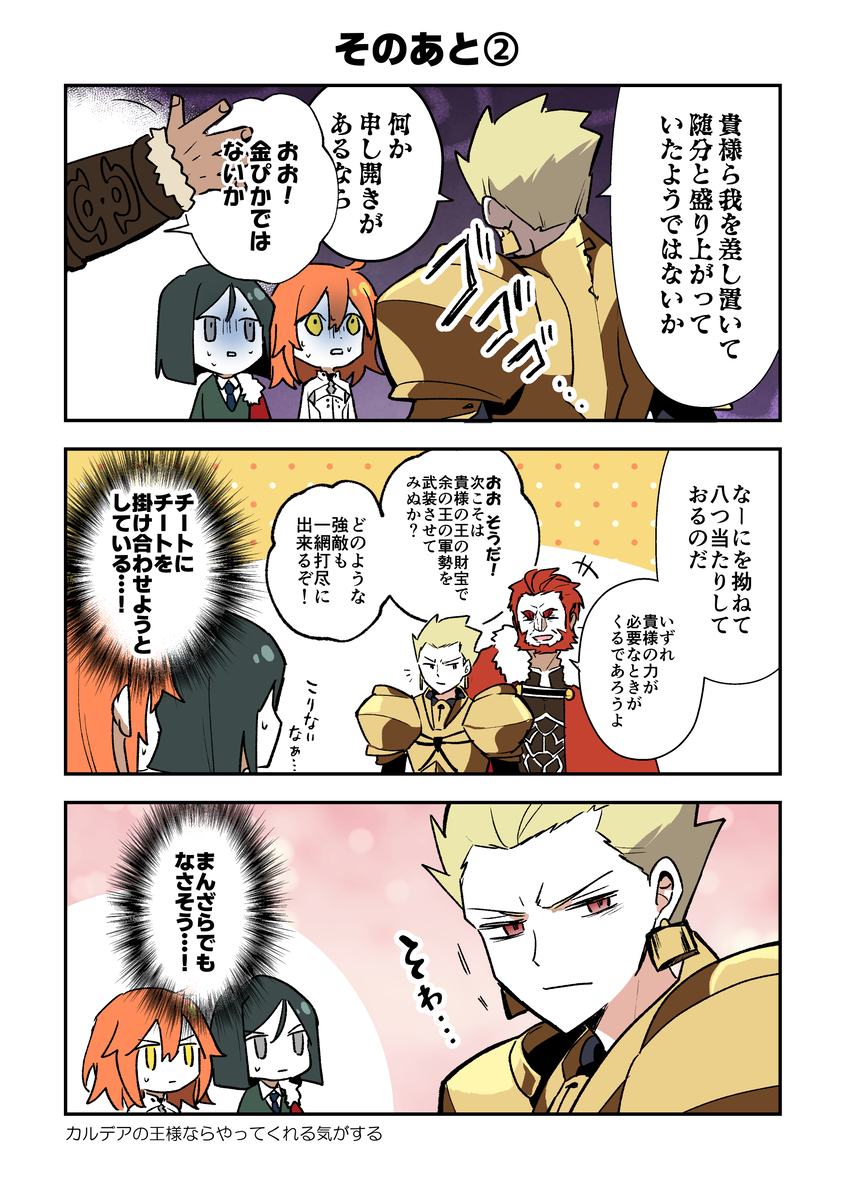 そのあと②
貴様ら我を差し置いて
随分と盛り上がって
いたようではないか
何か
申し開きが
あるなら
おお！
金ぴかでは
ないか
ゴゴゴ…
なーにを拗ねて
八つ当たりして
おるのだ
いずれ
貴様の力が
必要なときが
くるであろうよ
おお そうだ！
次こそは
貴様の王の財宝で
余の王の軍勢を
武装させて
みぬか？
どのような
強敵も
一網打尽に
出来るぞ！
こりない
なぁ…
チートに
チートを
掛け合わせようと
している…！
そわ…
まんざらでも
なさそう…！
カルデアの王様ならやってくれる気がする